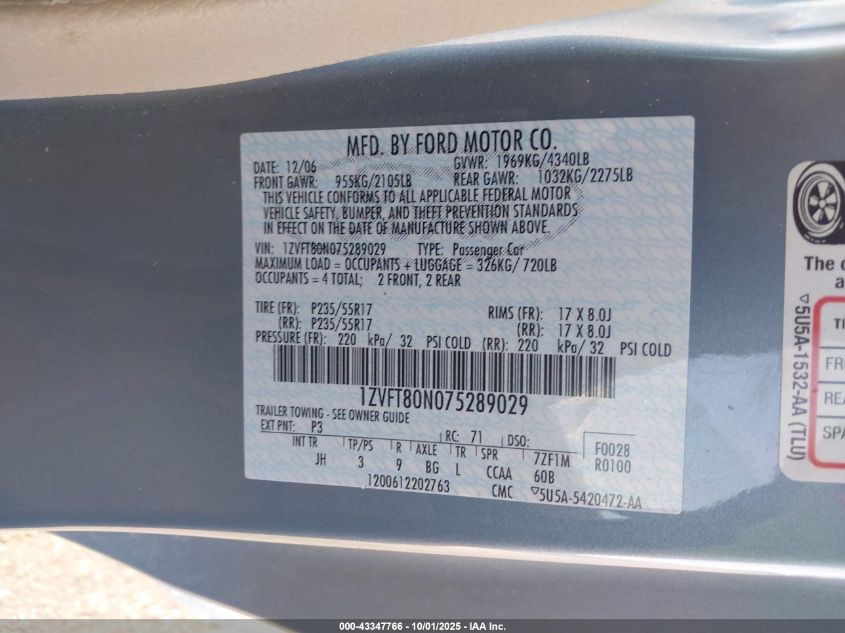 MFD. BY FORD MOTOR CO.
DATE: 12/06 GVWR: 1969KG/4340LB
FRONT GAWR: 955KG/2105LB REAR GAWR: 1032KG/2275LB
THIS VEHICLE CONFORMS TO ALL APPLICABLE FEDERAL MOTOR
VEHICLE SAFETY, BUMPER, AND THEFT PREVENTION STANDARDS
IN EFFECT ON THE DATE OF MANUFACTURE SHOWN ABOVE.
VIN: 1ZVFT80N075289029 TYPE: Passenger Car
MAXIMUM LOAD = OCCUPANTS + LUGGAGE = 326KG/ 720LB
OCCUPANTS = 4 TOTAL; 2 FRONT, 2 REAR
TIRE (FR): P235/55R17 RIMS (FR): 17 X 8.0J
(RR): P235/55R17 (RR): 17 X 8.0J
PRESSURE (FR): 220 kPa/ 32 PSI COLD (RR): 220 kPa/ 32 PSI COLD
1ZVFT80N075289029
TRAILER TOWING - SEE OWNER GUIDE
EXT PNT: P3 RC: 71 DSO:
INT TR TP/PS R AXLE TR SPR 7ZF1M F0028
JH 3 9 BG L CCAA 60B R0100
1200612202763 CMC ▽5U5A-5420472-AA
The c
a
TI
FRO
REA
SPA
▽5U5A-1532-AA (TLU)
000-43347766 - 10/01/2025 - IAA Inc.